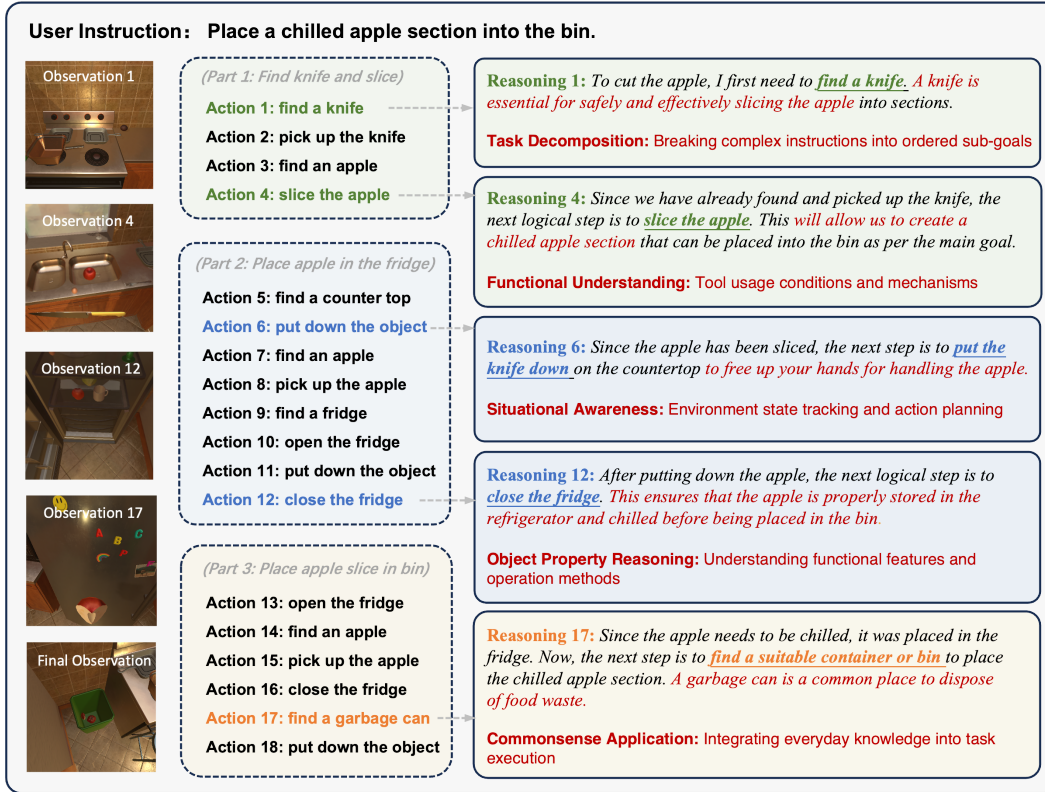 User Instruction: Place a chilled apple section into the bin.
Observation 1
Observation 4
Observation 12
Observation 17
Final Observation
(Part 1: Find knife and slice)
Action 1: find a knife
Action 2: pick up the knife
Action 3: find an apple
Action 4: slice the apple
(Part 2: Place apple in the fridge)
Action 5: find a counter top
Action 6: put down the object
Action 7: find an apple
Action 8: pick up the apple
Action 9: find a fridge
Action 10: open the fridge
Action 11: put down the object
Action 12: close the fridge
(Part 3: Place apple slice in bin)
Action 13: open the fridge
Action 14: find an apple
Action 15: pick up the apple
Action 16: close the fridge
Action 17: find a garbage can
Action 18: put down the object
Reasoning 1: To cut the apple, I first need to find a knife. A knife is
essential for safely and effectively slicing the apple into sections.
Task Decomposition: Breaking complex instructions into ordered sub-goals
Reasoning 4: Since we have already found and picked up the knife, the
next logical step is to slice the apple. This will allow us to create a
chilled apple section that can be placed into the bin as per the main goal.
Functional Understanding: Tool usage conditions and mechanisms
Reasoning 6: Since the apple has been sliced, the next step is to put the
knife down on the countertop to free up your hands for handling the apple.
Situational Awareness: Environment state tracking and action planning
Reasoning 12: After putting down the apple, the next logical step is to
close the fridge. This ensures that the apple is properly stored in the
refrigerator and chilled before being placed in the bin.
Object Property Reasoning: Understanding functional features and
operation methods
Reasoning 17: Since the apple needs to be chilled, it was placed in the
fridge. Now, the next step is to find a suitable container or bin to place
the chilled apple section. A garbage can is a common place to dispose
of food waste.
Commonsense Application: Integrating everyday knowledge into task
execution